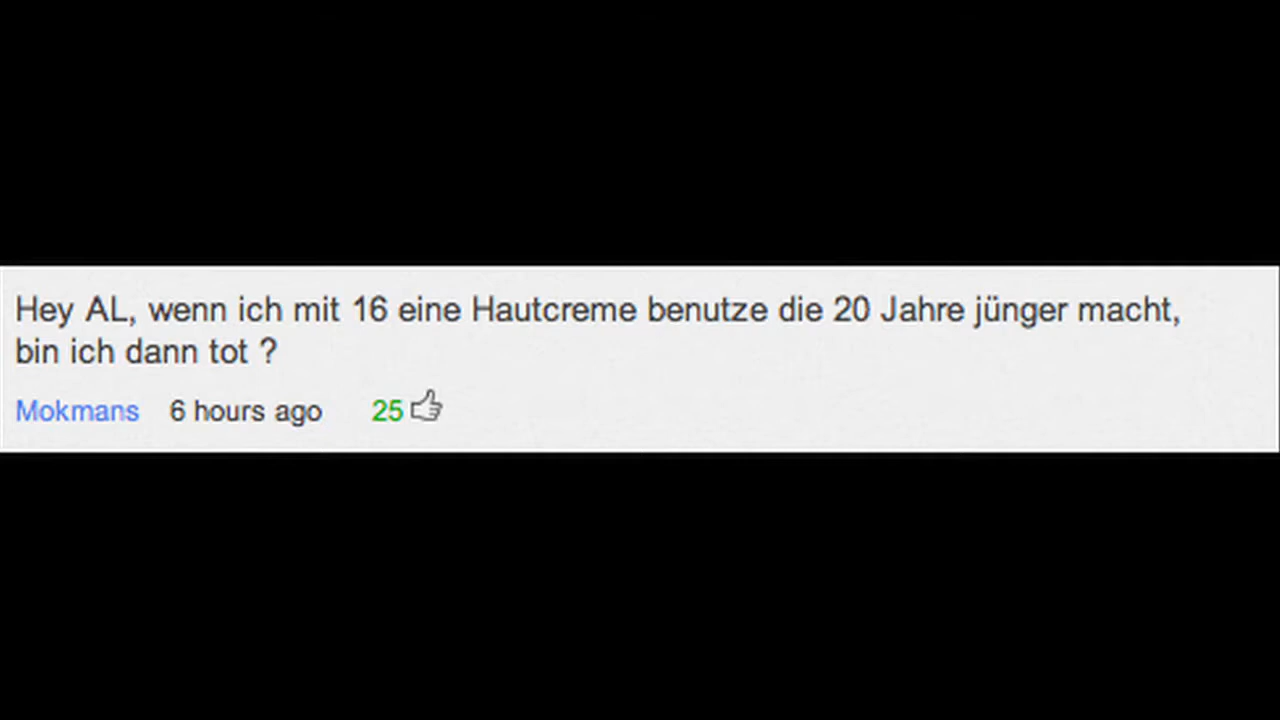 Hey AL, wenn ich mit 16 eine Hautcreme benutze die 20 Jahre jünger macht,
bin ich dann tot ?
Mokmans 6 hours ago 25